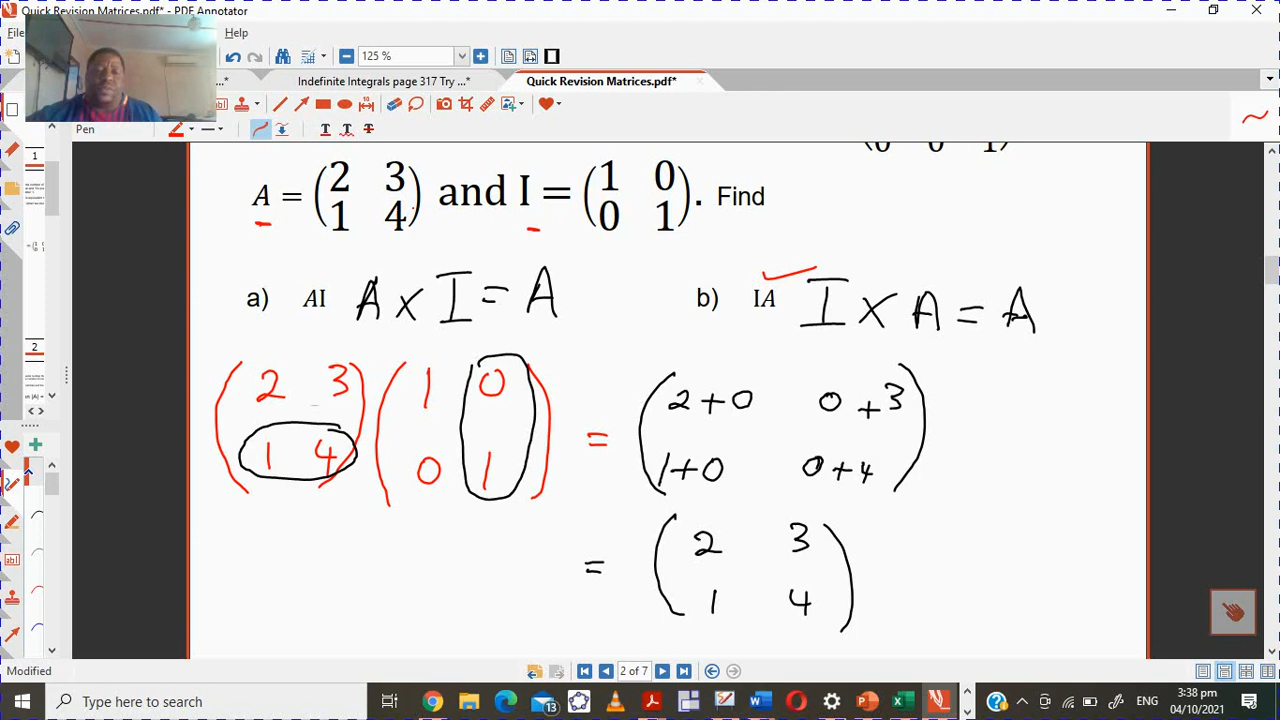 Quick Revision Matrices.pdf* - PDF Annotator
Help
125 %
Indefinite Integrals page 317 Try ...*
Quick Revision Matrices.pdf*
Pen
A = (2 3 1 4) and I = (1 0 0 1). Find
a) AI A × I = A
b) IA I × A = A
(2 3 1 4) (1 0 0 1) = (2+0 0+3 1+0 0+4)
= (2 3 1 4)
1
2
Modified
2 of 7
Type here to search
13
ENG
3:38 pm
04/10/2021